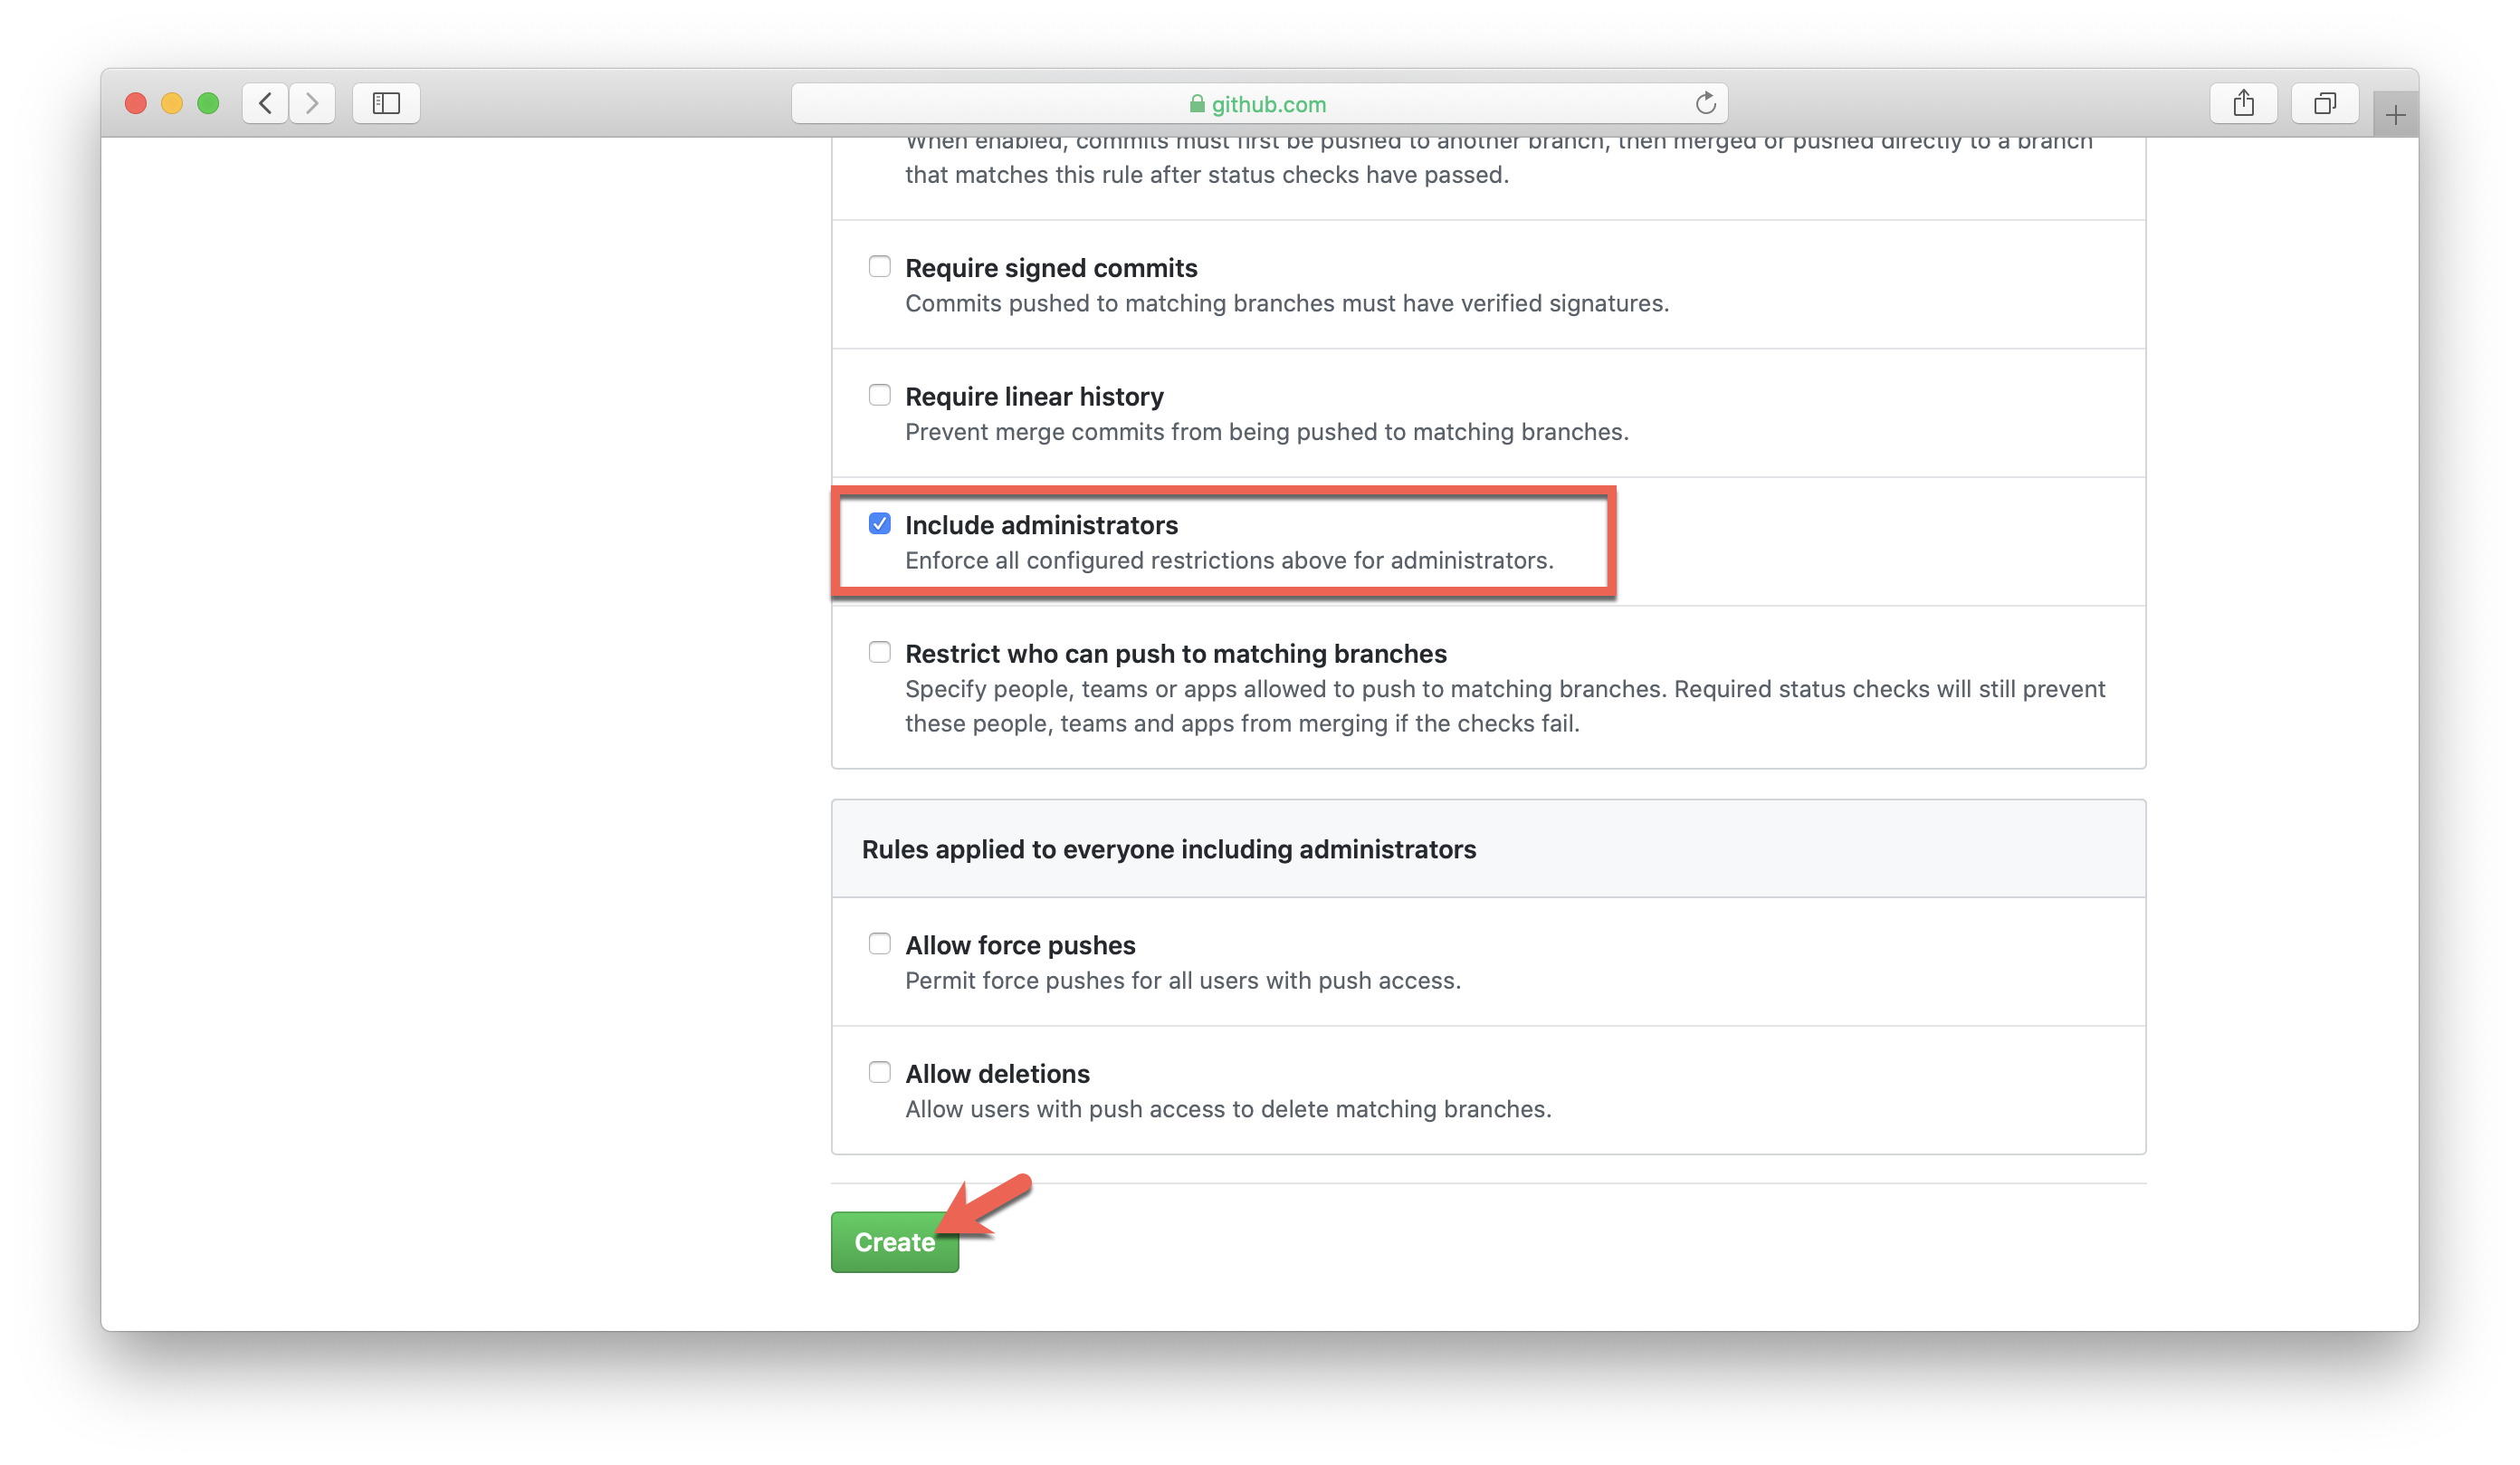 github.com
When enabled, commits must first be pushed to another branch, then merged or pushed directly to a branch
that matches this rule after status checks have passed.
Require signed commits
Commits pushed to matching branches must have verified signatures.
Require linear history
Prevent merge commits from being pushed to matching branches.
Include administrators
Enforce all configured restrictions above for administrators.
Restrict who can push to matching branches
Specify people, teams or apps allowed to push to matching branches. Required status checks will still prevent
these people, teams and apps from merging if the checks fail.
Rules applied to everyone including administrators
Allow force pushes
Permit force pushes for all users with push access.
Allow deletions
Allow users with push access to delete matching branches.
Create